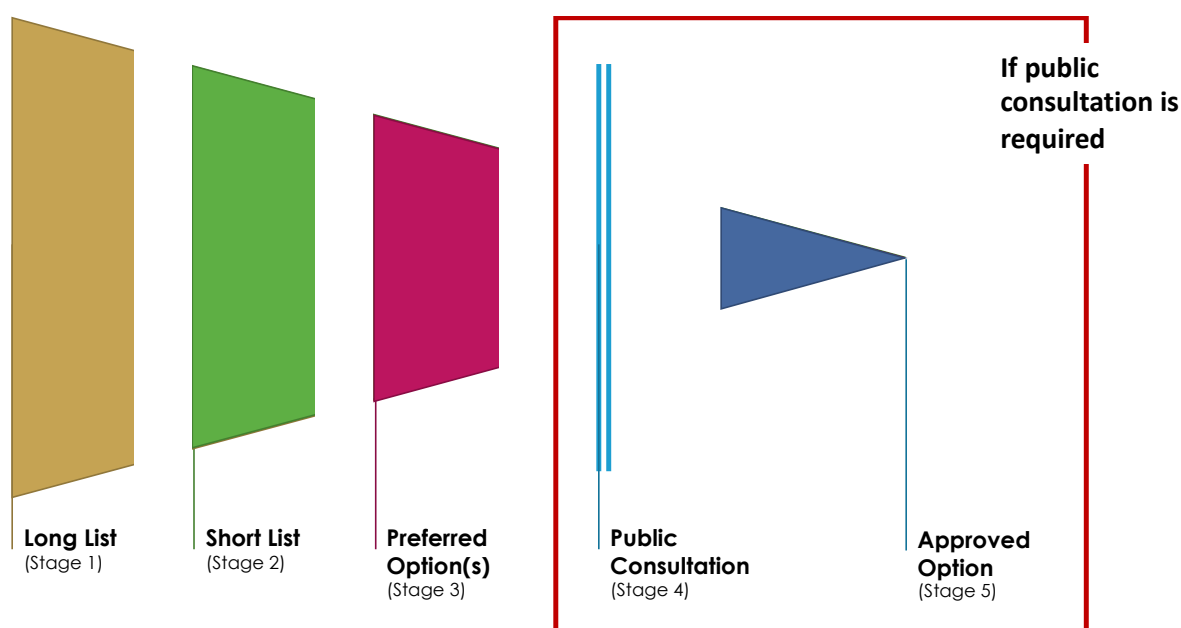 If public
consultation is
required
Long List
(Stage 1)
Short List
(Stage 2)
Preferred
Option(s)
(Stage 3)
Public
Consultation
(Stage 4)
Approved
Option
(Stage 5)